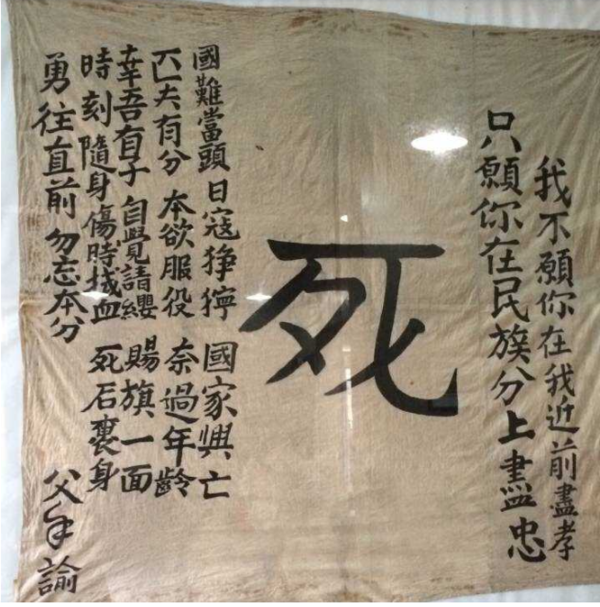 我不願你在我近前盡孝
只願你在民族分上盡忠
死
國難當頭 日寇猙獰 國家興亡
匹夫有分 本欲服役 奈過年齡
幸吾有子 自覺請纓 賜旗一面
時刻隨身 傷時拭血 死后裹身
勇往直前 勿忘本分
父手諭